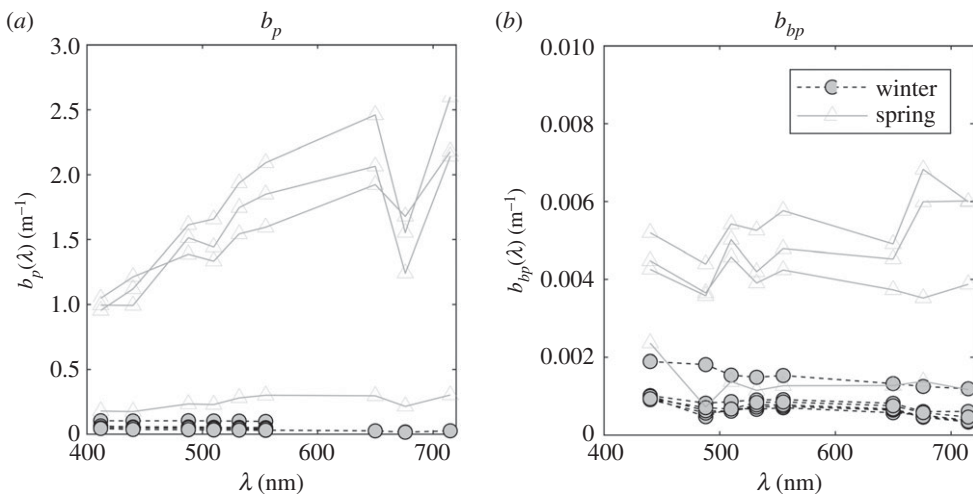 (a) b_p
3.0
2.5
2.0
1.5
1.0
0.5
0
400 500 600 700
b_p(λ) (m⁻¹)
λ (nm)
(b) b_bp
0.010
0.008
0.006
0.004
0.002
0
400 500 600 700
b_bp(λ) (m⁻¹)
λ (nm)
winter
spring